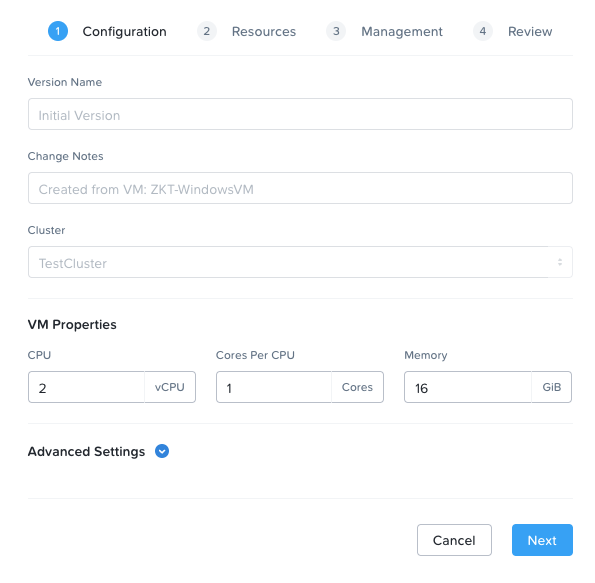 1 Configuration 2 Resources 3 Management 4 Review
Version Name
Initial Version
Change Notes
Created from VM: ZKT-WindowsVM
Cluster
TestCluster
VM Properties
CPU Cores Per CPU Memory
2 vCPU 1 Cores 16 GiB
Advanced Settings
Cancel Next